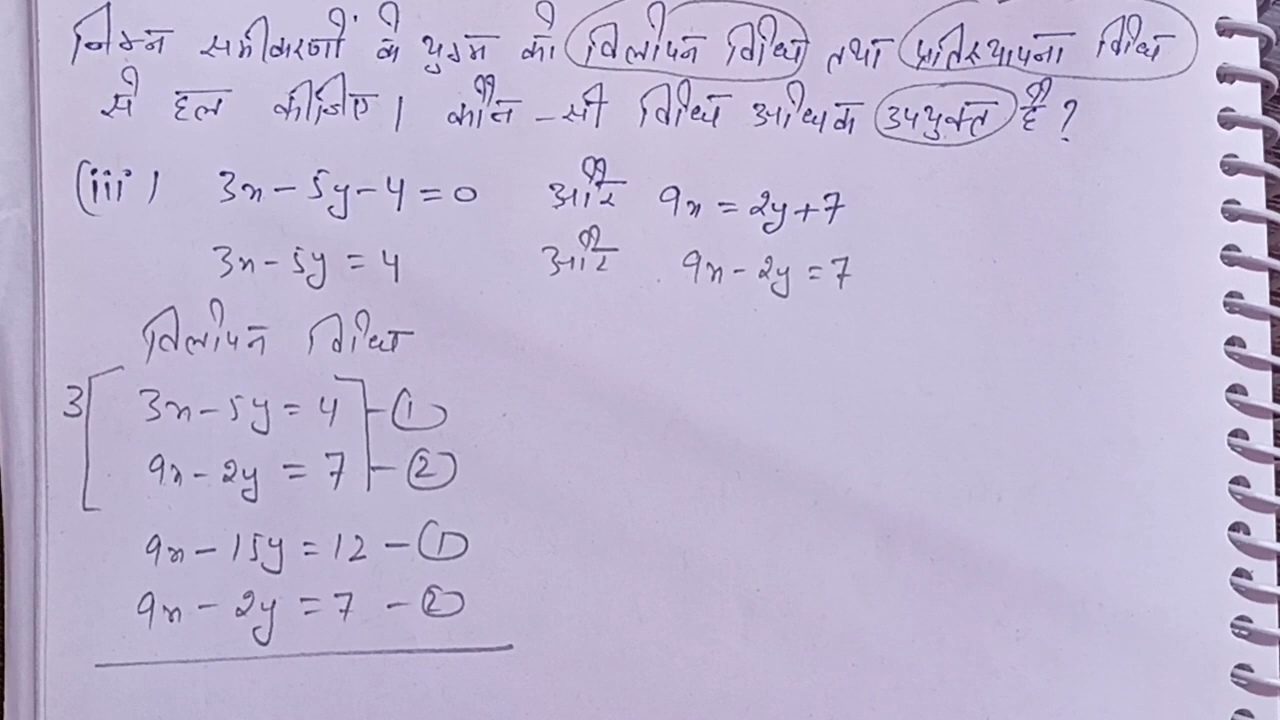 निम्न समीकरणों के युग्म को विलोपन विधि तथा प्रतिस्थापना विधि
से हल कीजिए। कौन-सी विधि अधिक उपयुक्त है?
(iii) 3x - 5y - 4 = 0 और 9x = 2y + 7
3x - 5y = 4 और 9x - 2y = 7
विलोपन विधि
3[ 3x - 5y = 4 ] - ①
9x - 2y = 7 - ②
9x - 15y = 12 - ①
9x - 2y = 7 - ②